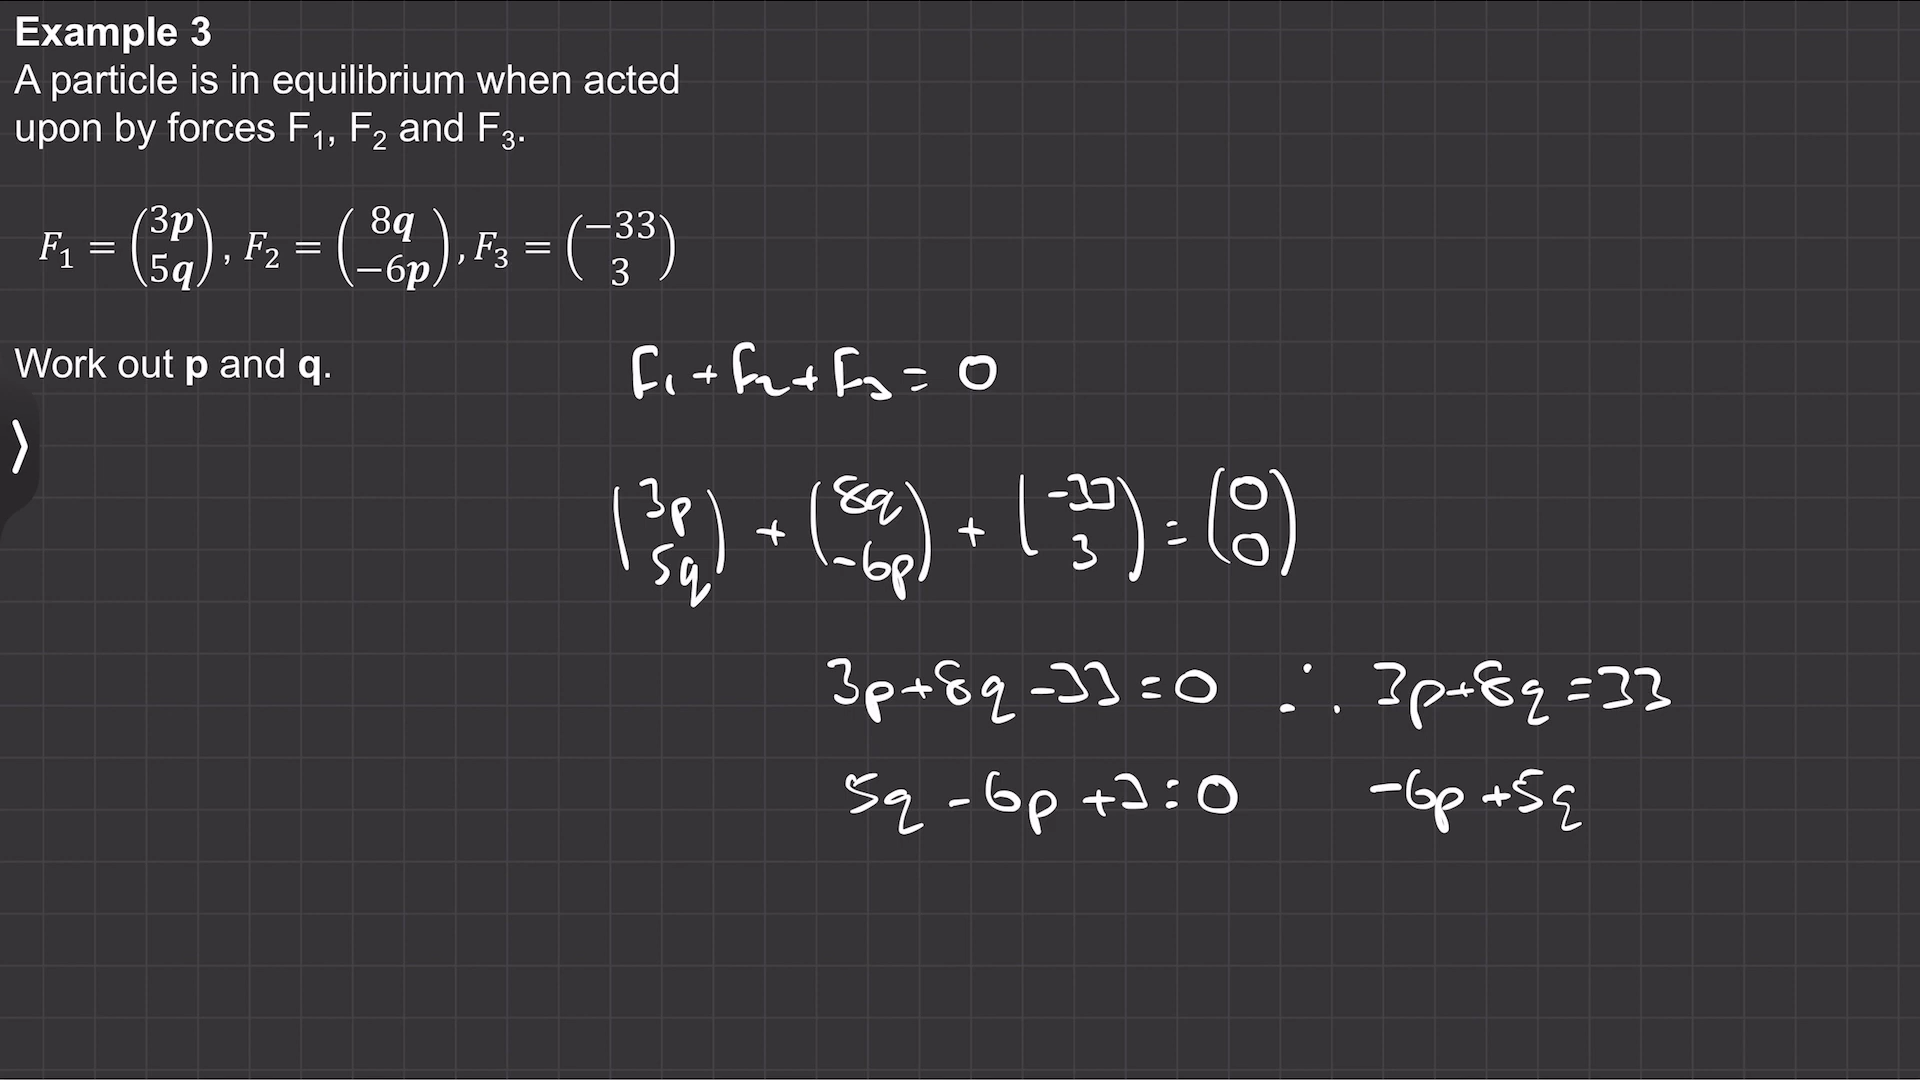 Example 3
A particle is in equilibrium when acted
upon by forces F₁, F₂ and F₃.
F₁ = (3p 5q), F₂ = (8q −6p), F₃ = (−33 3)
Work out p and q.
F₁ + F₂ + F₃ = 0
(3p 5q) + (8q −6p) + (−33 3) = (0 0)
3p + 8q − 33 = 0 ∴ 3p + 8q = 33
5q − 6p + 3 = 0 −6p + 5q